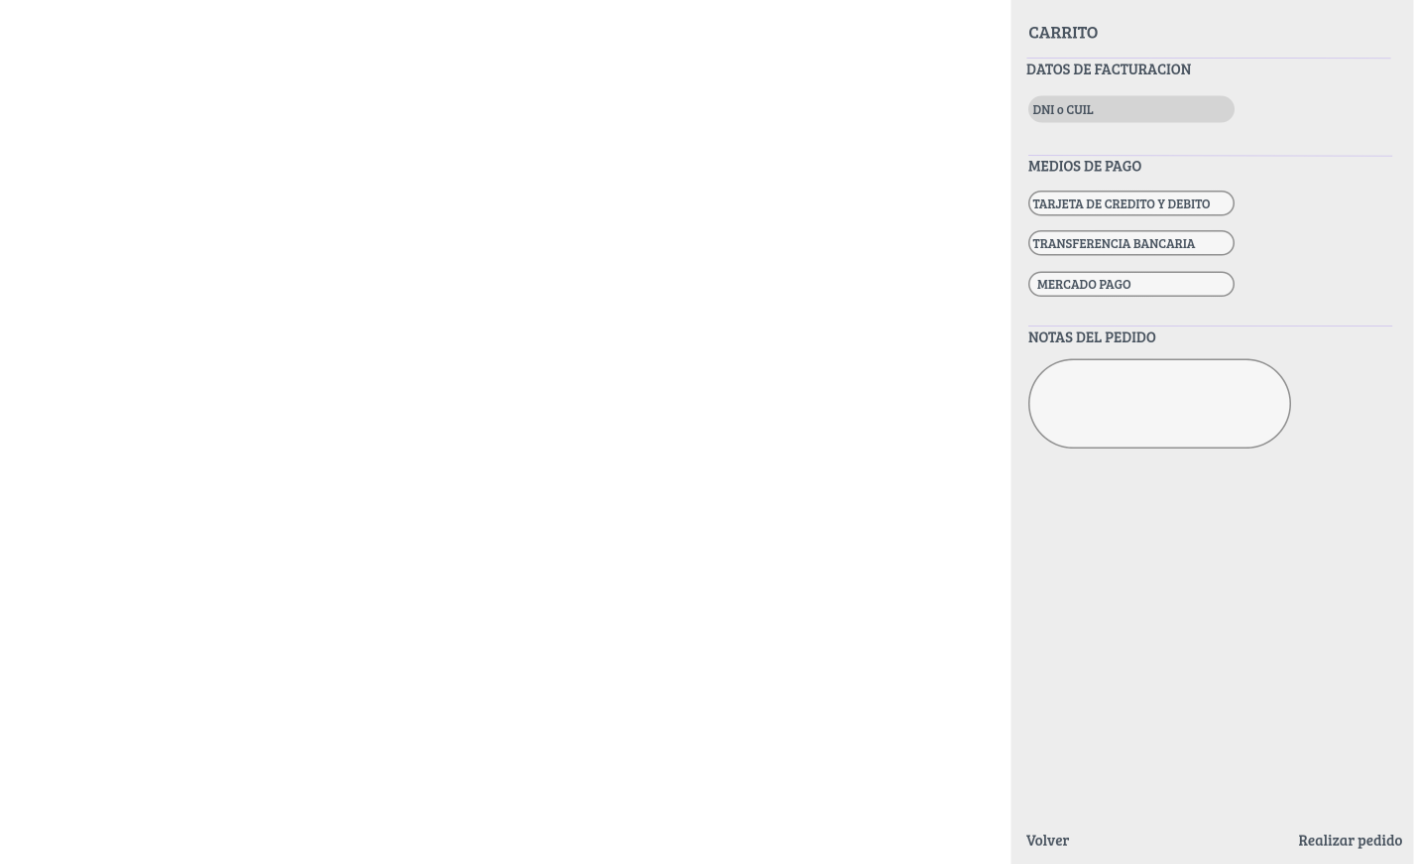 CARRITO
DATOS DE FACTURACION
DNI o CUIL
MEDIOS DE PAGO
TARJETA DE CREDITO Y DEBITO
TRANSFERENCIA BANCARIA
MERCADO PAGO
NOTAS DEL PEDIDO
Volver Realizar pedido